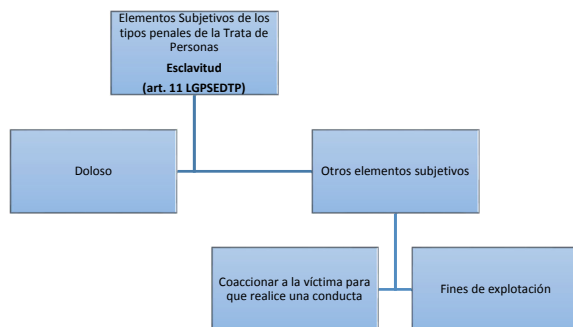 Elementos Subjetivos de los
tipos penales de la Trata de
Personas
Esclavitud
(art. 11 LGPSEDTP)
Doloso
Otros elementos subjetivos
Coaccionar a la víctima para
que realice una conducta
Fines de explotación